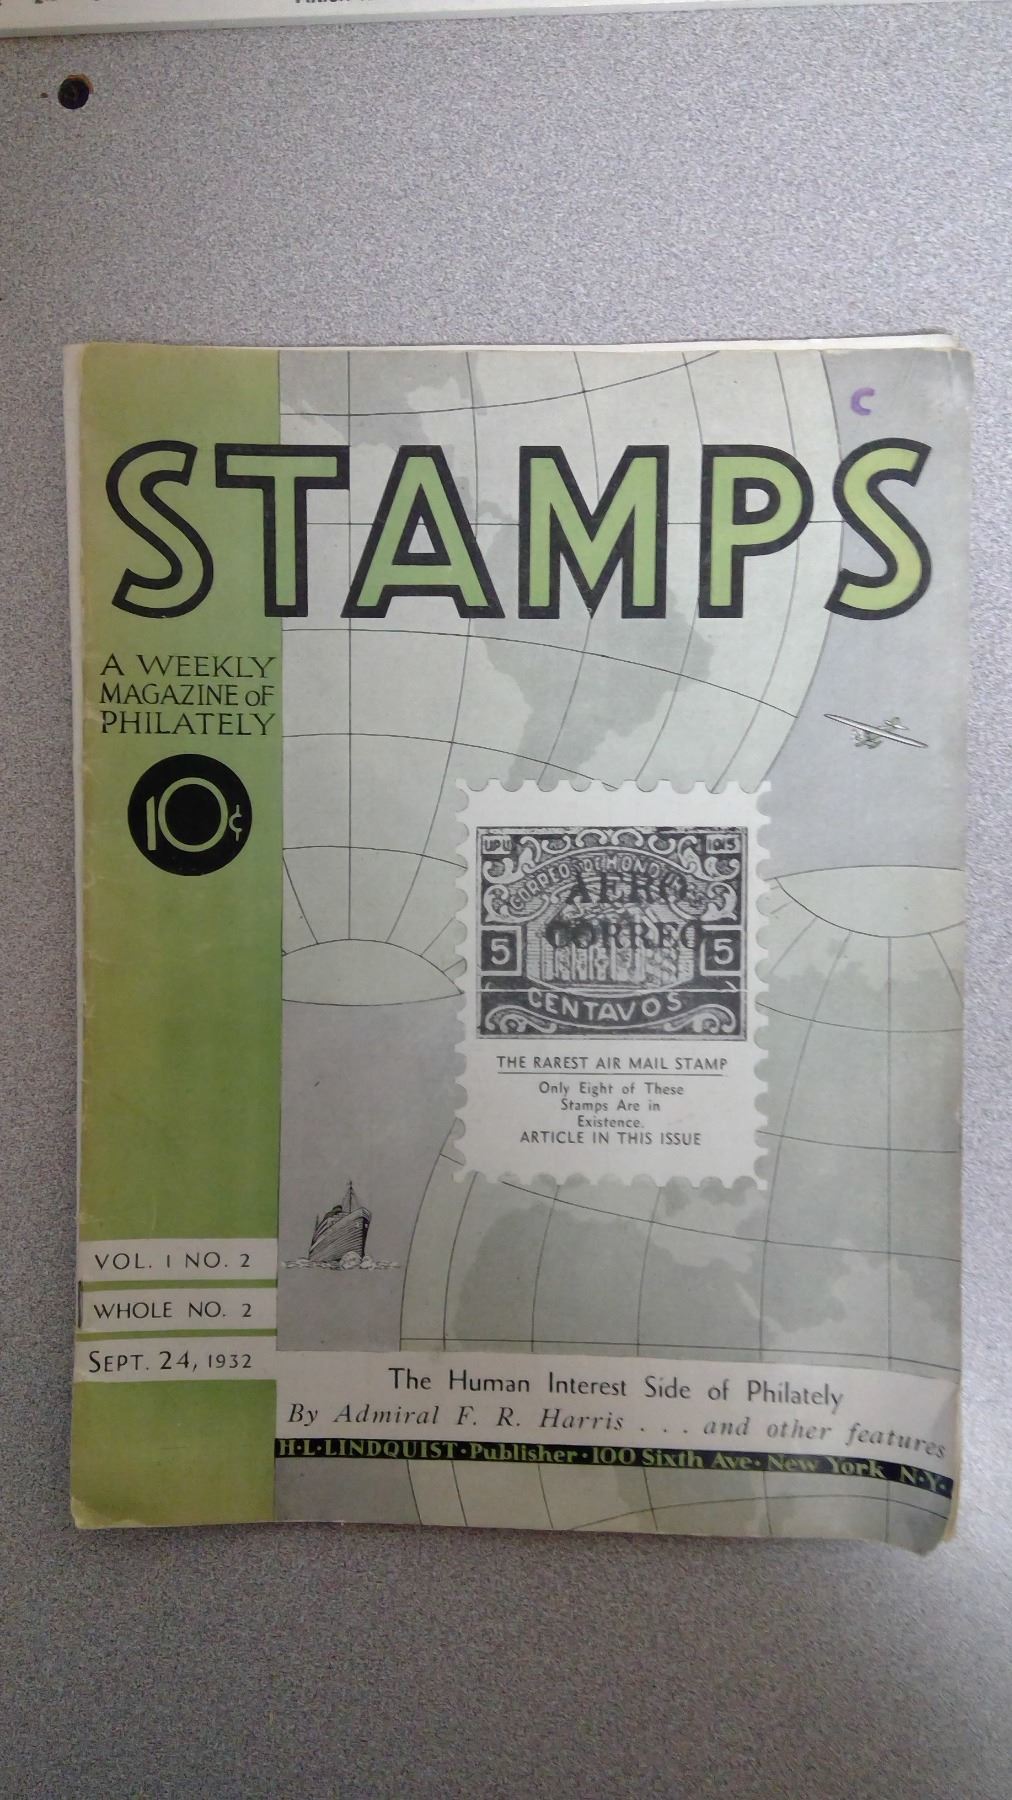 C
STAMPS
A WEEKLY
MAGAZINE OF
PHILATELY
10¢
UPU 1915
CORREOS DE HONDURAS
AERO
CORREO
5 5
CENTAVOS
THE RAREST AIR MAIL STAMP
Only Eight of These
Stamps Are in
Existence.
ARTICLE IN THIS ISSUE
VOL. 1 NO. 2
WHOLE NO. 2
SEPT. 24, 1932
The Human Interest Side of Philately
By Admiral F. R. Harris . . . and other features
H·L·LINDQUIST·Publisher·100 Sixth Ave·New York N·Y·